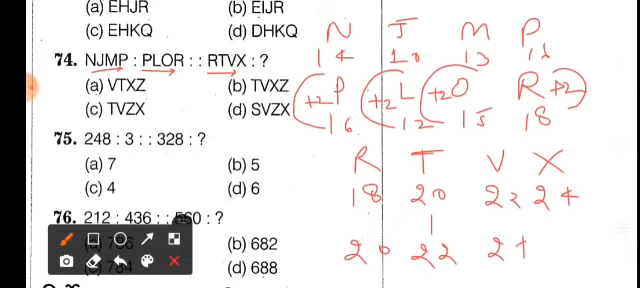 (a) EHJR (b) EIJR
(c) EHKQ (d) DHKQ
74. NJMP : PLOR : : RTVX : ?
(a) VTXZ (b) TVXZ
(c) TVZX (d) SVZX
75. 248 : 3 : : 328 : ?
(a) 7 (b) 5
(c) 4 (d) 6
76. 212 : 436 : : 560 : ?
(b) 682
(d) 688
N J M P
14 10 13 16
+2 P +2 L +2 O R +2
16 12 15 18
R T V X
18 20 22 24
20 22 24